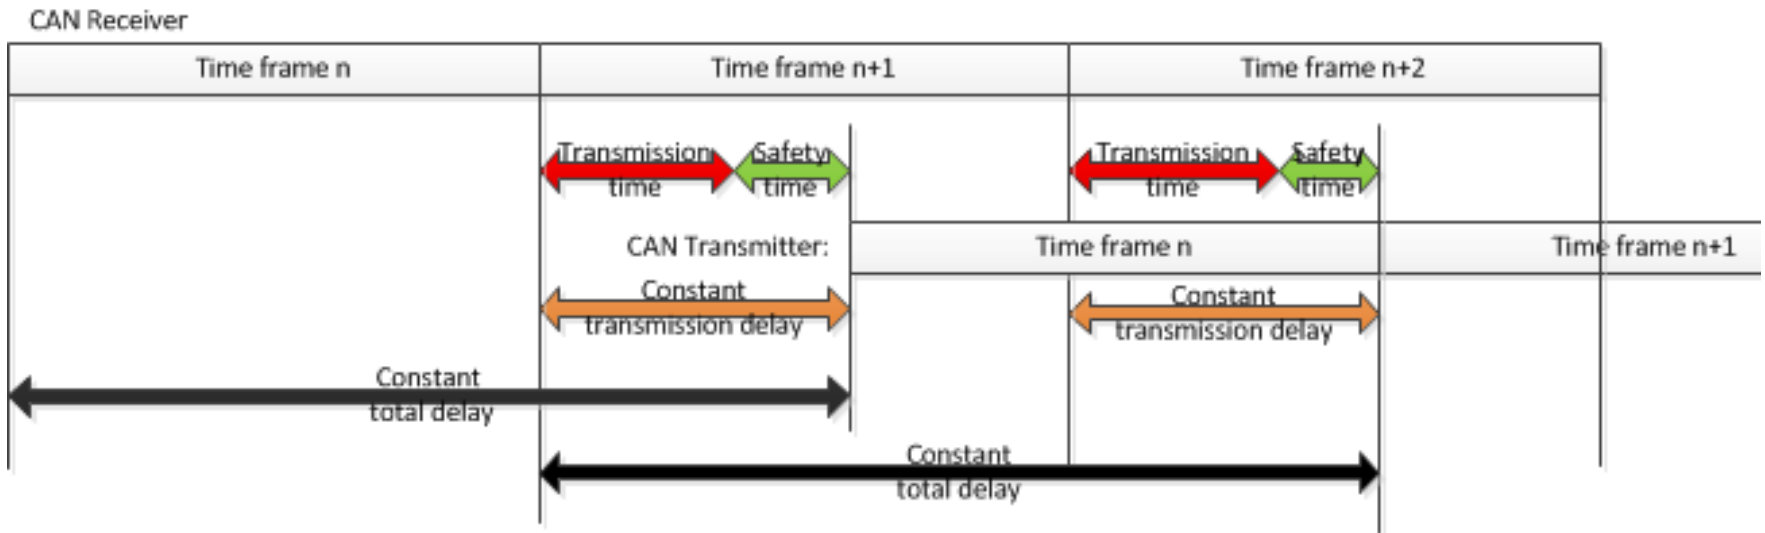 CAN Receiver
Time frame n
Time frame n+1
Time frame n+2
Transmission
time
Safety
time
Transmission
time
Safety
time
CAN Transmitter:
Time frame n
Time frame n+1
Constant
transmission delay
Constant
transmission delay
Constant
total delay
Constant
total delay